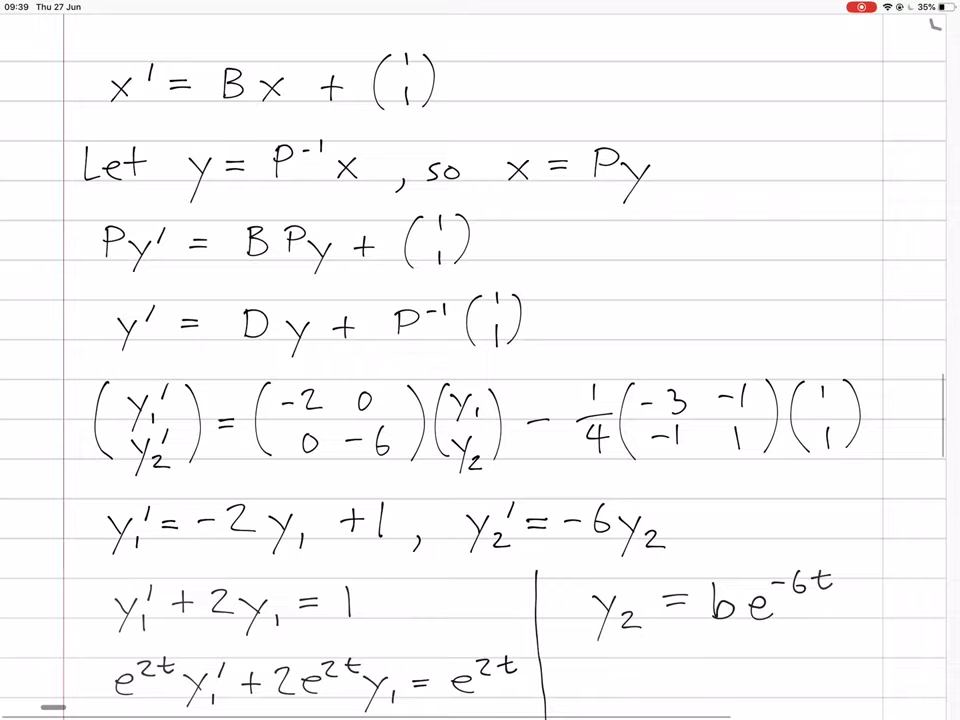 09:39 Thu 27 Jun 35%
x' = Bx + (1 1)
Let y = P⁻¹x , so x = Py
Py' = BPy + (1 1)
y' = Dy + P⁻¹(1 1)
(y₁' y₂') = (-2 0 0 -6)(y₁ y₂) - 1/4 (-3 -1 -1 1)(1 1)
y₁' = -2y₁ + 1 , y₂' = -6y₂
y₁' + 2y₁ = 1
y₂ = be⁻⁶ᵗ
e²ᵗy₁' + 2e²ᵗy₁ = e²ᵗ